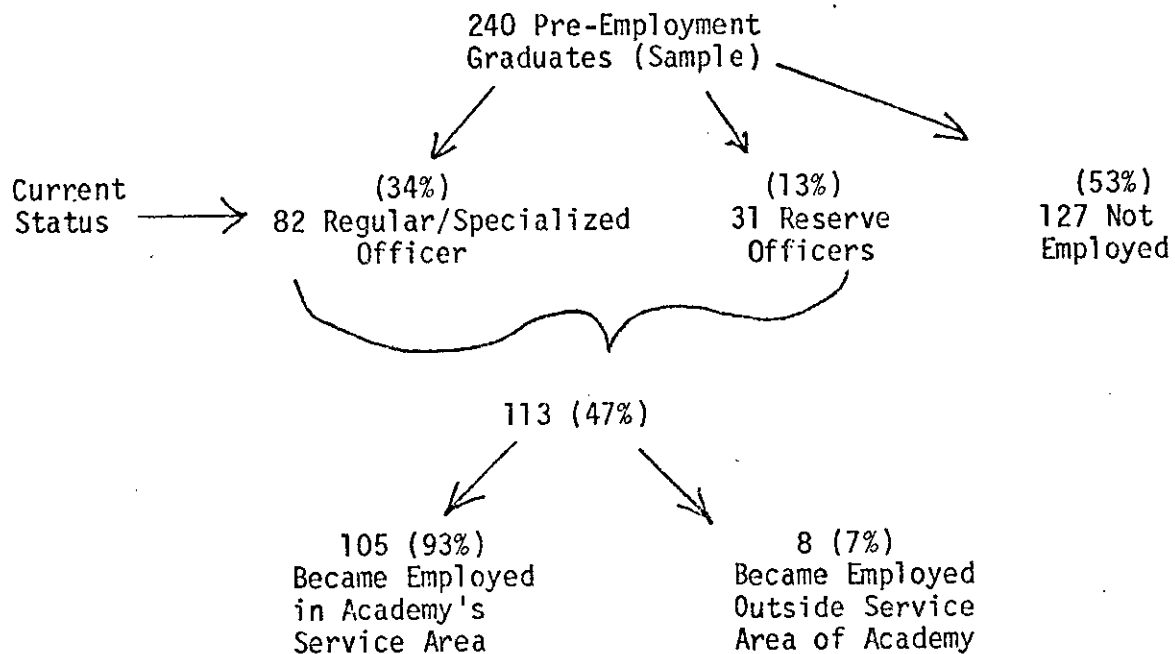 240 Pre-Employment
Graduates (Sample)
Current
Status
(34%)
82 Regular/Specialized
Officer
(13%)
31 Reserve
Officers
(53%)
127 Not
Employed
113 (47%)
105 (93%)
Became Employed
in Academy's
Service Area
8 (7%)
Became Employed
Outside Service
Area of Academy